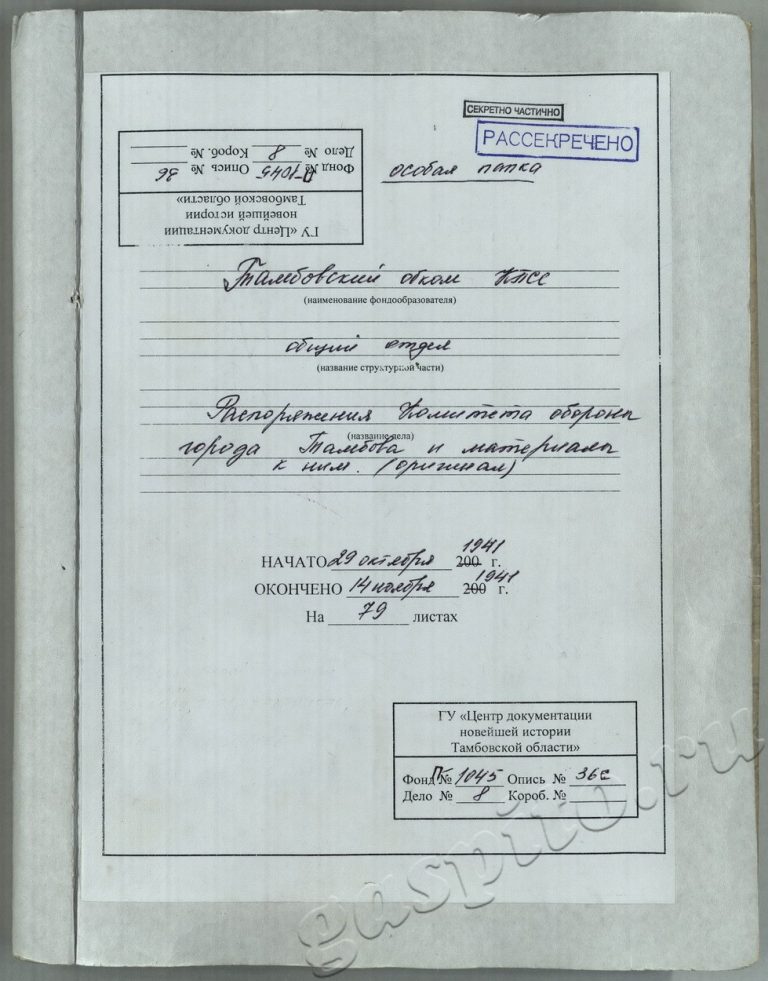 СЕКРЕТНО ЧАСТИЧНО
РАССЕКРЕЧЕНО
особая папка
ГУ «Центр документации
новейшей истории
Тамбовской области»
Фонд № П-1045 Опись № 36
Дело № 8 Короб. №
Тамбовский обком КПСС
(наименование фондообразователя)
общий отдел
(название структурной части)
Распоряжения Комитета обороны
(название дела)
города Тамбова и материалы
к ним. (оригинал)
НАЧАТО 29 октября 200 1941 г.
ОКОНЧЕНО 14 ноября 200 1941 г.
На 79 листах
ГУ «Центр документации
новейшей истории
Тамбовской области»
Фонд № П-1045 Опись № 36с
Дело № 8 Короб. №
gaspito.ru